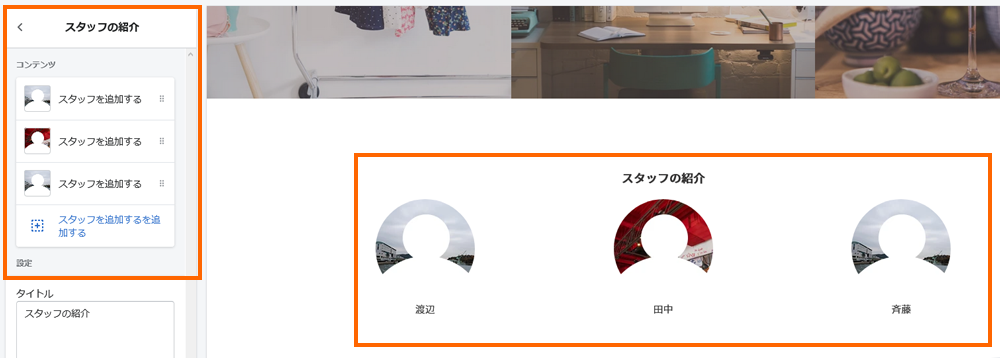 スタッフの紹介
コンテンツ
スタッフを追加する
スタッフを追加する
スタッフを追加する
スタッフを追加するを追
加する
設定
タイトル
スタッフの紹介
スタッフの紹介
渡辺
田中
斉藤